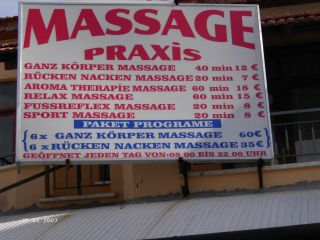 MASSAGE
PRAXiS
GANZ KÖRPER MASSAGE 40 min 12 €
RÜCKEN NACKEN MASSAGE 20 min 7 €
AROMA THERAPİE MASSAGE 60 min 18 €
RELAX MASSAGE 60 min 15 €
FUSSREFLEX MASSAGE 20 min 8 €
SPORT MASSAGE 20 min 8 €
PAKET PROGRAME
6x GANZ KÖRPER MASSAGE 60€
6 x RÜCKEN NACKEN MASSAGE 35€
GEÖFFNET JEDEN TAG VON :08.00 BIS 22.00 UHR